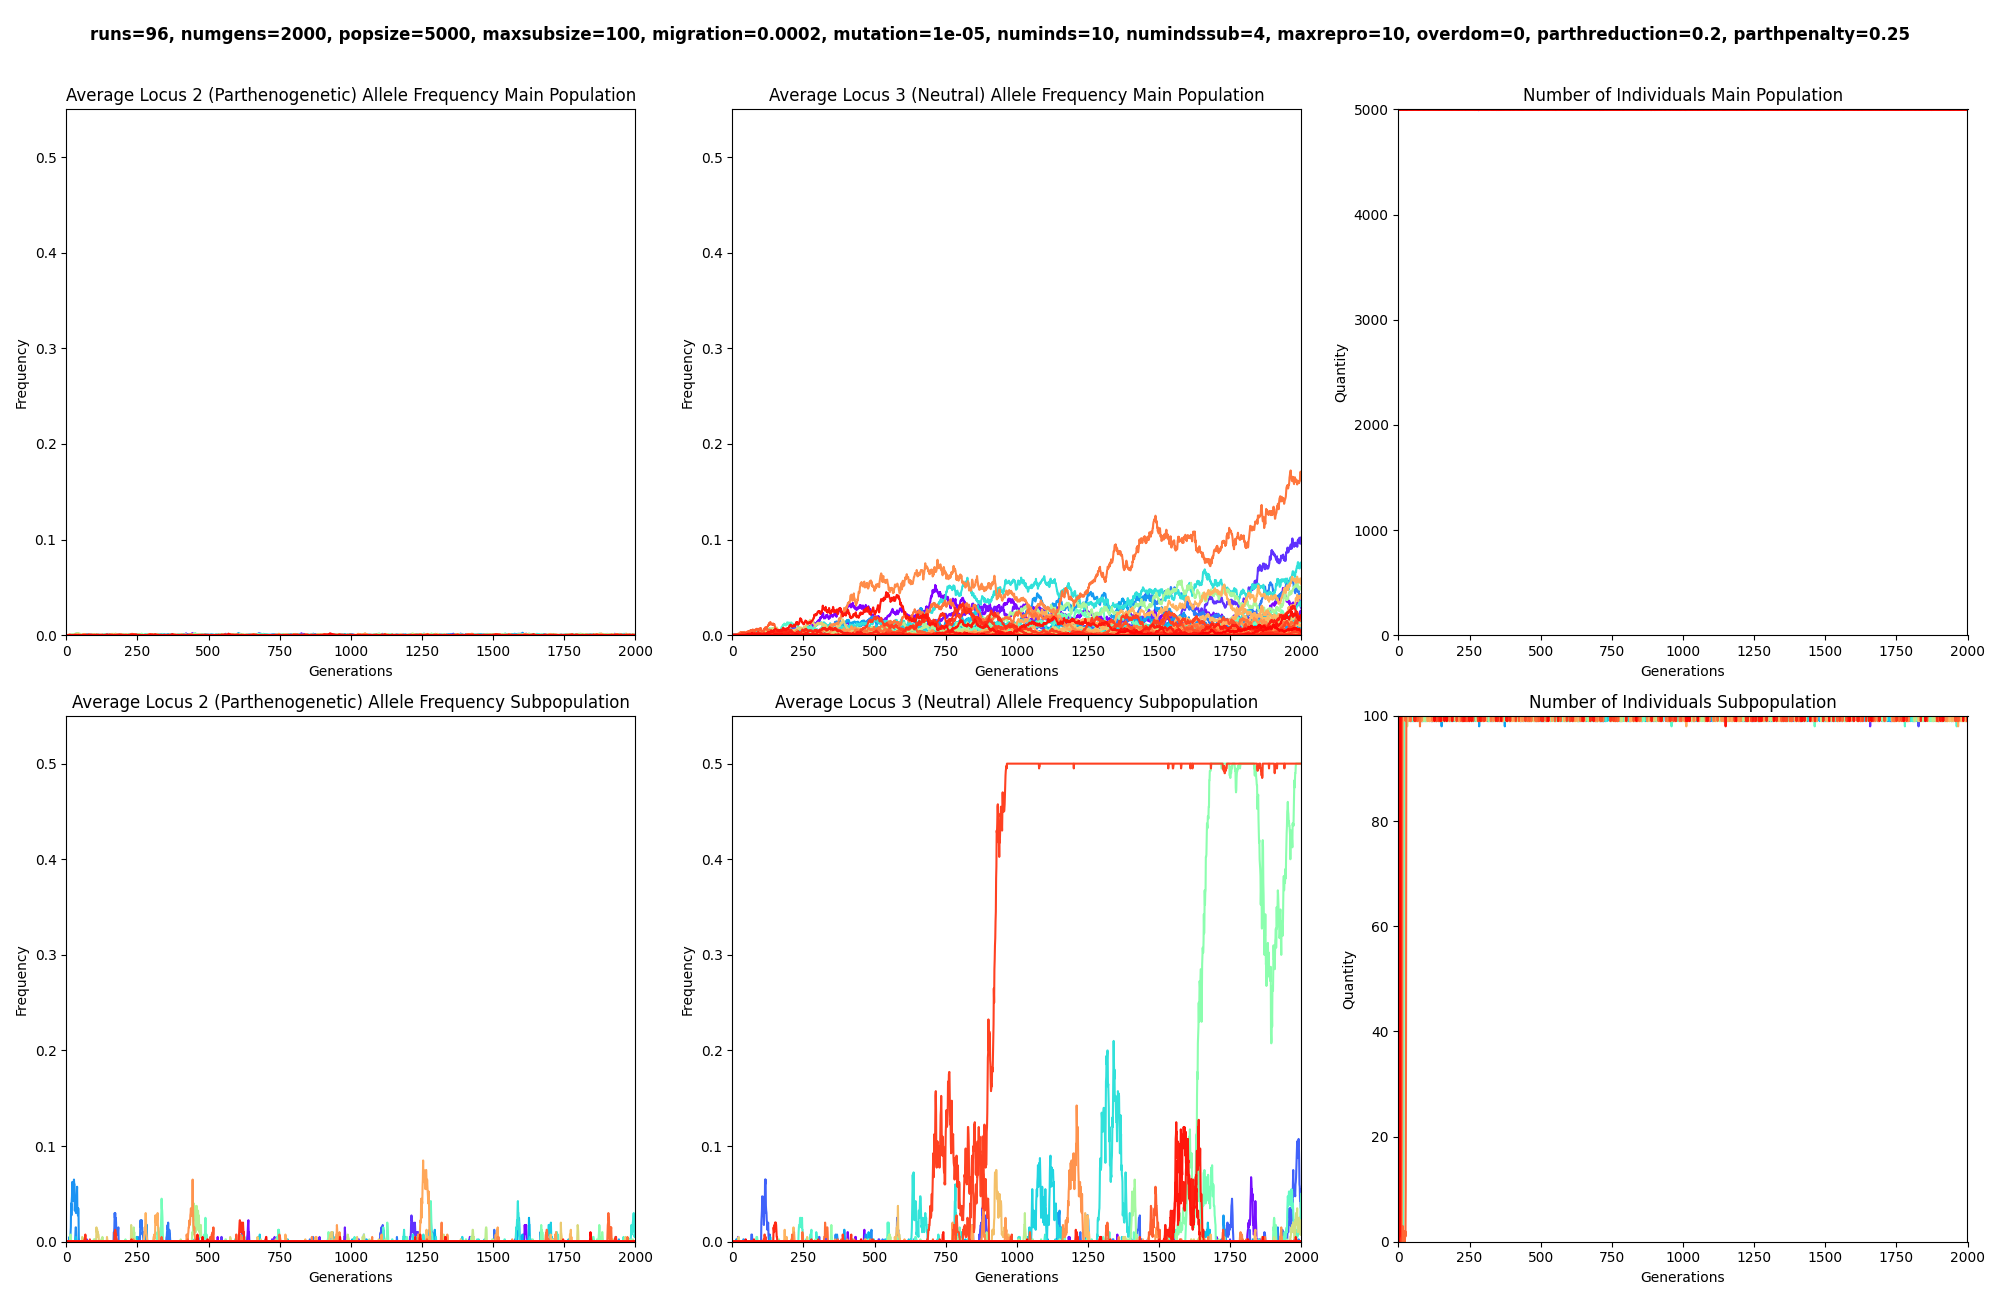 runs=96, numgens=2000, popsize=5000, maxsubsize=100, migration=0.0002, mutation=1e-05, numinds=10, numindssub=4, maxrepro=10, overdom=0, parthreduction=0.2, parthpenalty=0.25
Average Locus 2 (Parthenogenetic) Allele Frequency Main Population
Frequency
0.5
0.4
0.3
0.2
0.1
0.0
0 250 500 750 1000 1250 1500 1750 2000
Generations
Average Locus 3 (Neutral) Allele Frequency Main Population
Frequency
0.5
0.4
0.3
0.2
0.1
0.0
0 250 500 750 1000 1250 1500 1750 2000
Generations
Number of Individuals Main Population
Quantity
5000
4000
3000
2000
1000
0
0 250 500 750 1000 1250 1500 1750 2000
Generations
Average Locus 2 (Parthenogenetic) Allele Frequency Subpopulation
Frequency
0.5
0.4
0.3
0.2
0.1
0.0
0 250 500 750 1000 1250 1500 1750 2000
Generations
Average Locus 3 (Neutral) Allele Frequency Subpopulation
Frequency
0.5
0.4
0.3
0.2
0.1
0.0
0 250 500 750 1000 1250 1500 1750 2000
Generations
Number of Individuals Subpopulation
Quantity
100
80
60
40
20
0
0 250 500 750 1000 1250 1500 1750 2000
Generations